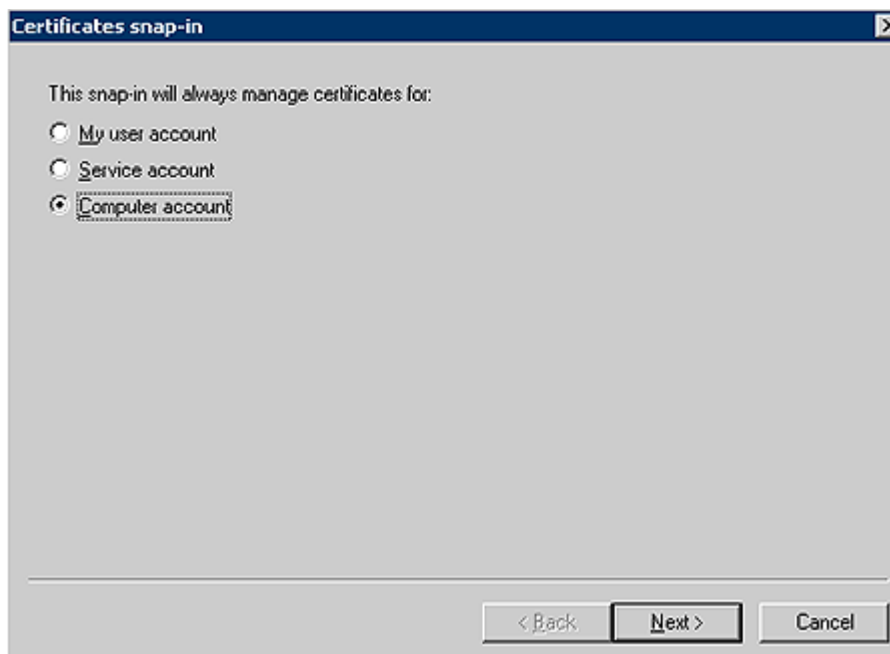 Certificates snap-in
This snap-in will always manage certificates for:
My user account
Service account
Computer account
< Back Next > Cancel